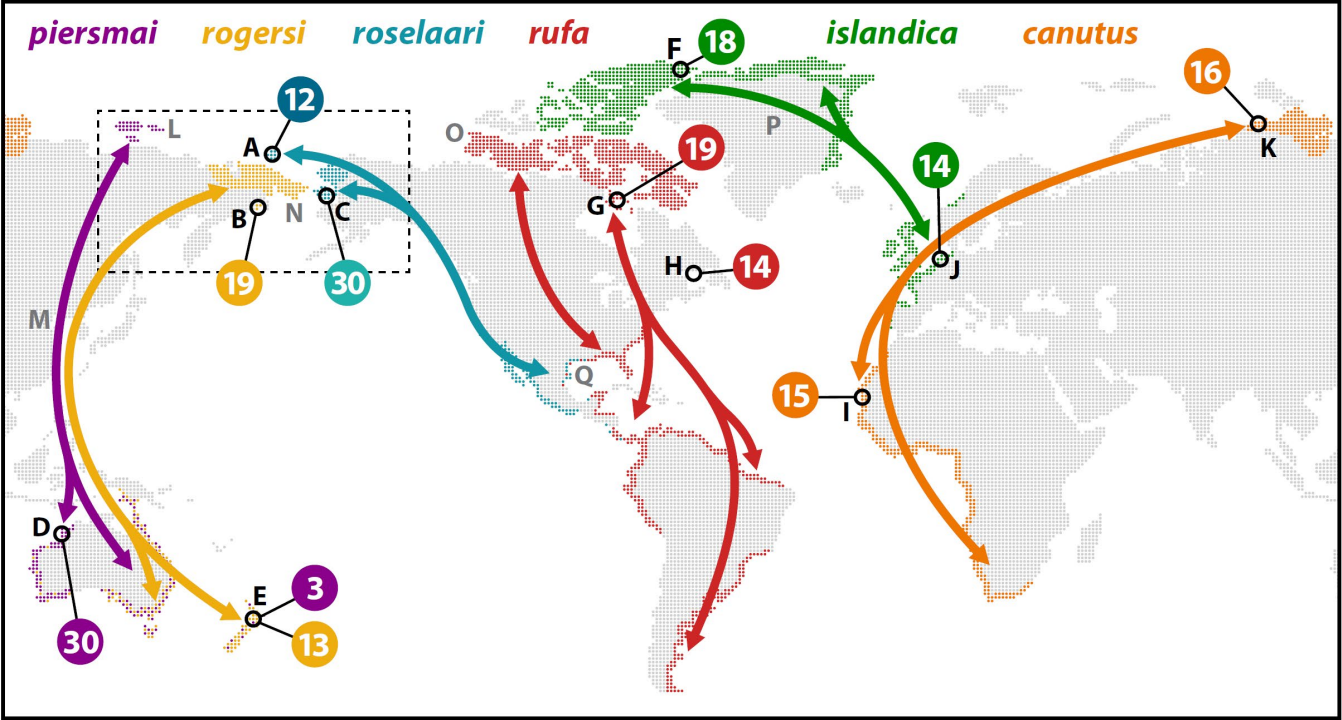 piersmai rogersi roselaari rufa islandica canutus
F 18
16
12
L
O
P
A
19
K
14
G
B N C
J
H 14
19 30
M
Q
15 I
D
E 3
30 13